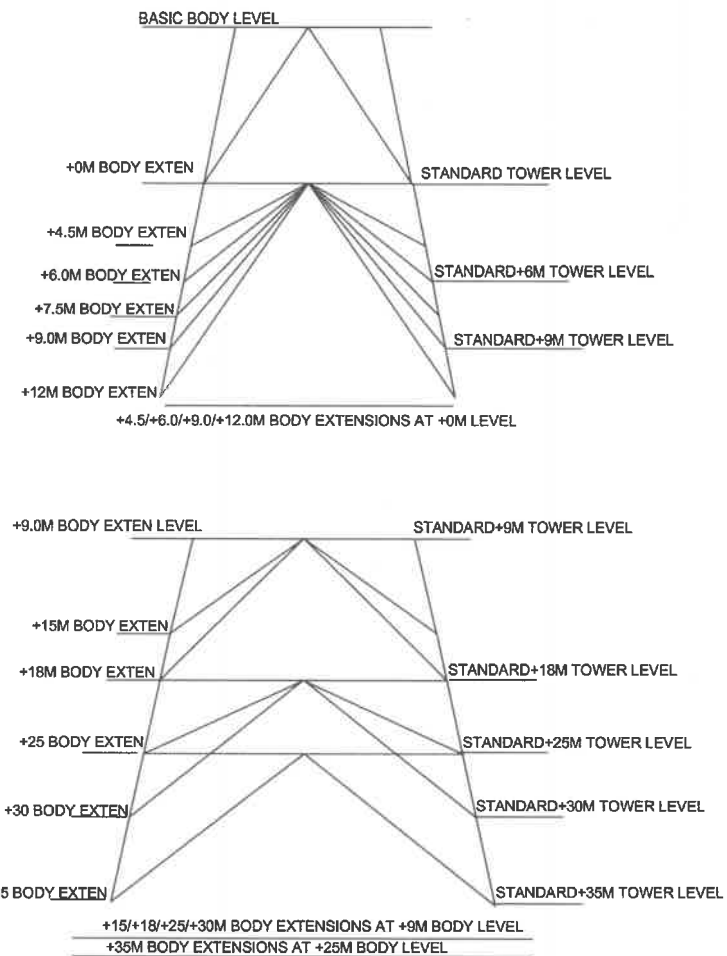 BASIC BODY LEVEL
+0M BODY EXTEN
STANDARD TOWER LEVEL
+4.5M BODY EXTEN
+6.0M BODY EXTEN
STANDARD+6M TOWER LEVEL
+7.5M BODY EXTEN
+9.0M BODY EXTEN
STANDARD+9M TOWER LEVEL
+12M BODY EXTEN
+4.5/+6.0/+9.0/+12.0M BODY EXTENSIONS AT +0M LEVEL
+9.0M BODY EXTEN LEVEL
STANDARD+9M TOWER LEVEL
+15M BODY EXTEN
+18M BODY EXTEN
STANDARD+18M TOWER LEVEL
+25 BODY EXTEN
STANDARD+25M TOWER LEVEL
+30 BODY EXTEN
STANDARD+30M TOWER LEVEL
5 BODY EXTEN
STANDARD+35M TOWER LEVEL
+15/+18/+25/+30M BODY EXTENSIONS AT +9M BODY LEVEL
+35M BODY EXTENSIONS AT +25M BODY LEVEL